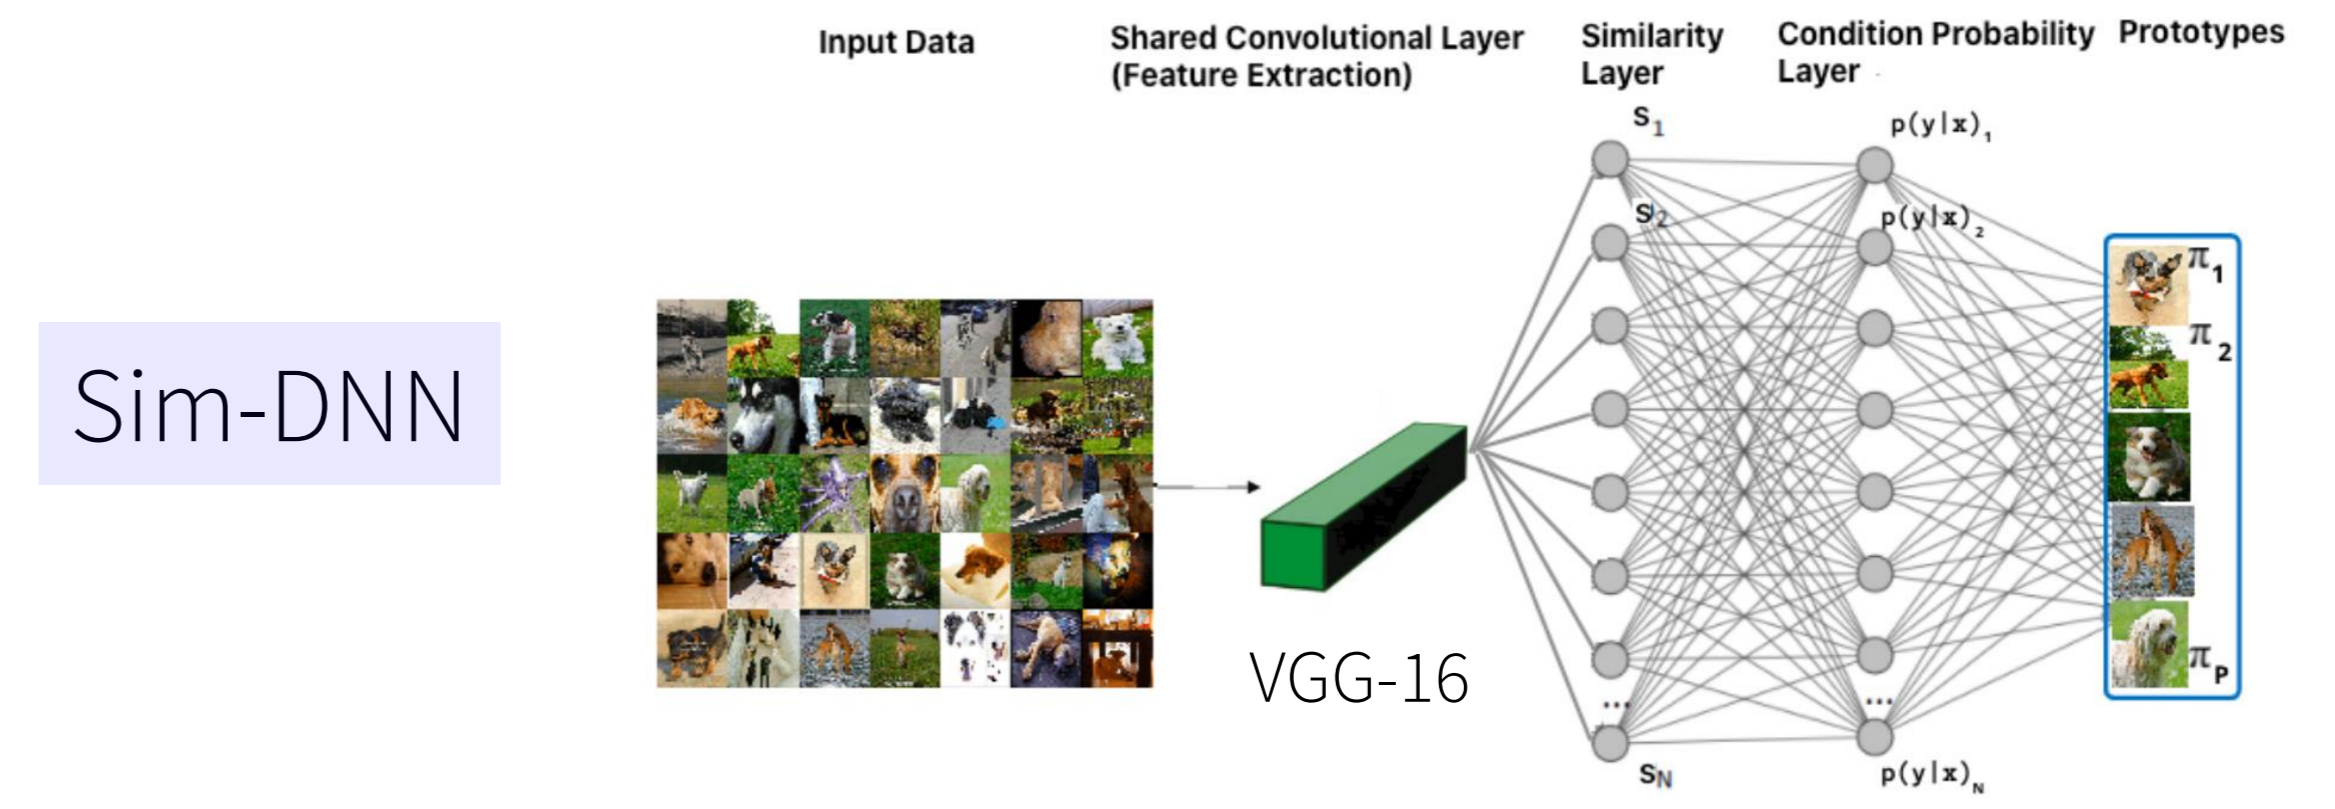 Input Data
Shared Convolutional Layer
(Feature Extraction)
Similarity
Layer
Condition Probability
Layer
Prototypes
S1
p(y|x)1
S2
p(y|x)2
π1
π2
Sim-DNN
VGG-16
πP
...
...
SN
p(y|x)N